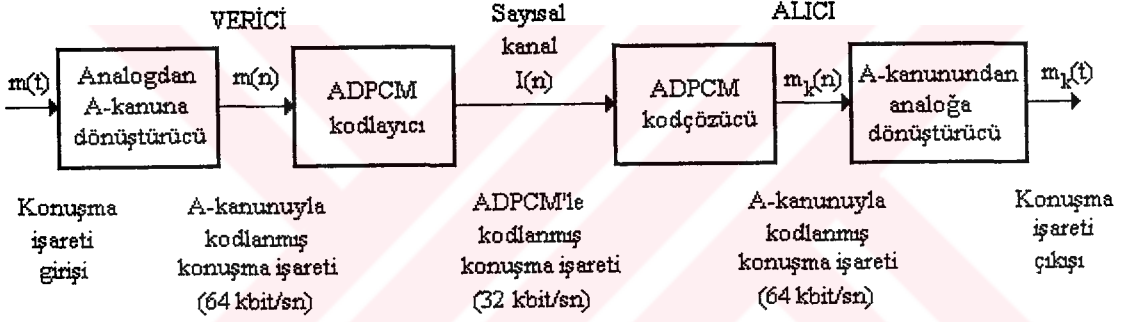 VERİCİ
Sayısal
kanal
I(n)
ALICI
m(t)
Analogdan
A-kanuna
dönüştürücü
m(n)
ADPCM
kodlayıcı
ADPCM
kodçözücü
mk(n)
A-kanunundan
analoğa
dönüştürücü
mk(t)
Konuşma
işareti
girişi
A-kanunuyla
kodlanmış
konuşma işareti
(64 kbit/sn)
ADPCM'le
kodlanmış
konuşma işareti
(32 kbit/sn)
A-kanunuyla
kodlanmış
konuşma işareti
(64 kbit/sn)
Konuşma
işareti
çıkışı